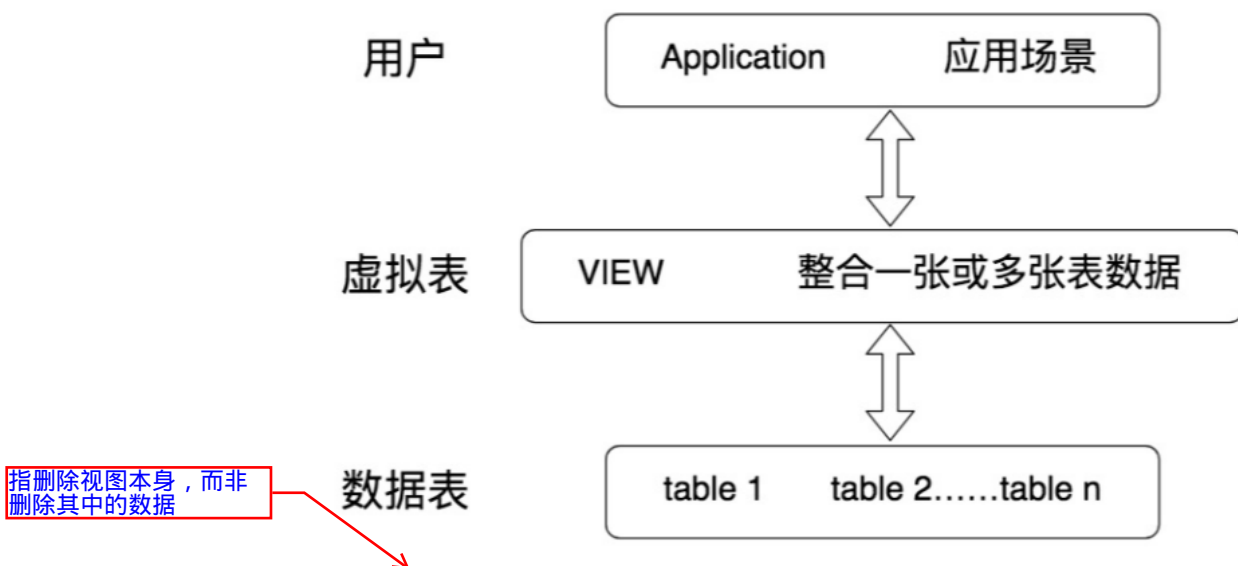 用户
Application 应用场景
虚拟表
VIEW 整合一张或多张表数据
指删除视图本身，而非
删除其中的数据
数据表
table 1 table 2......table n